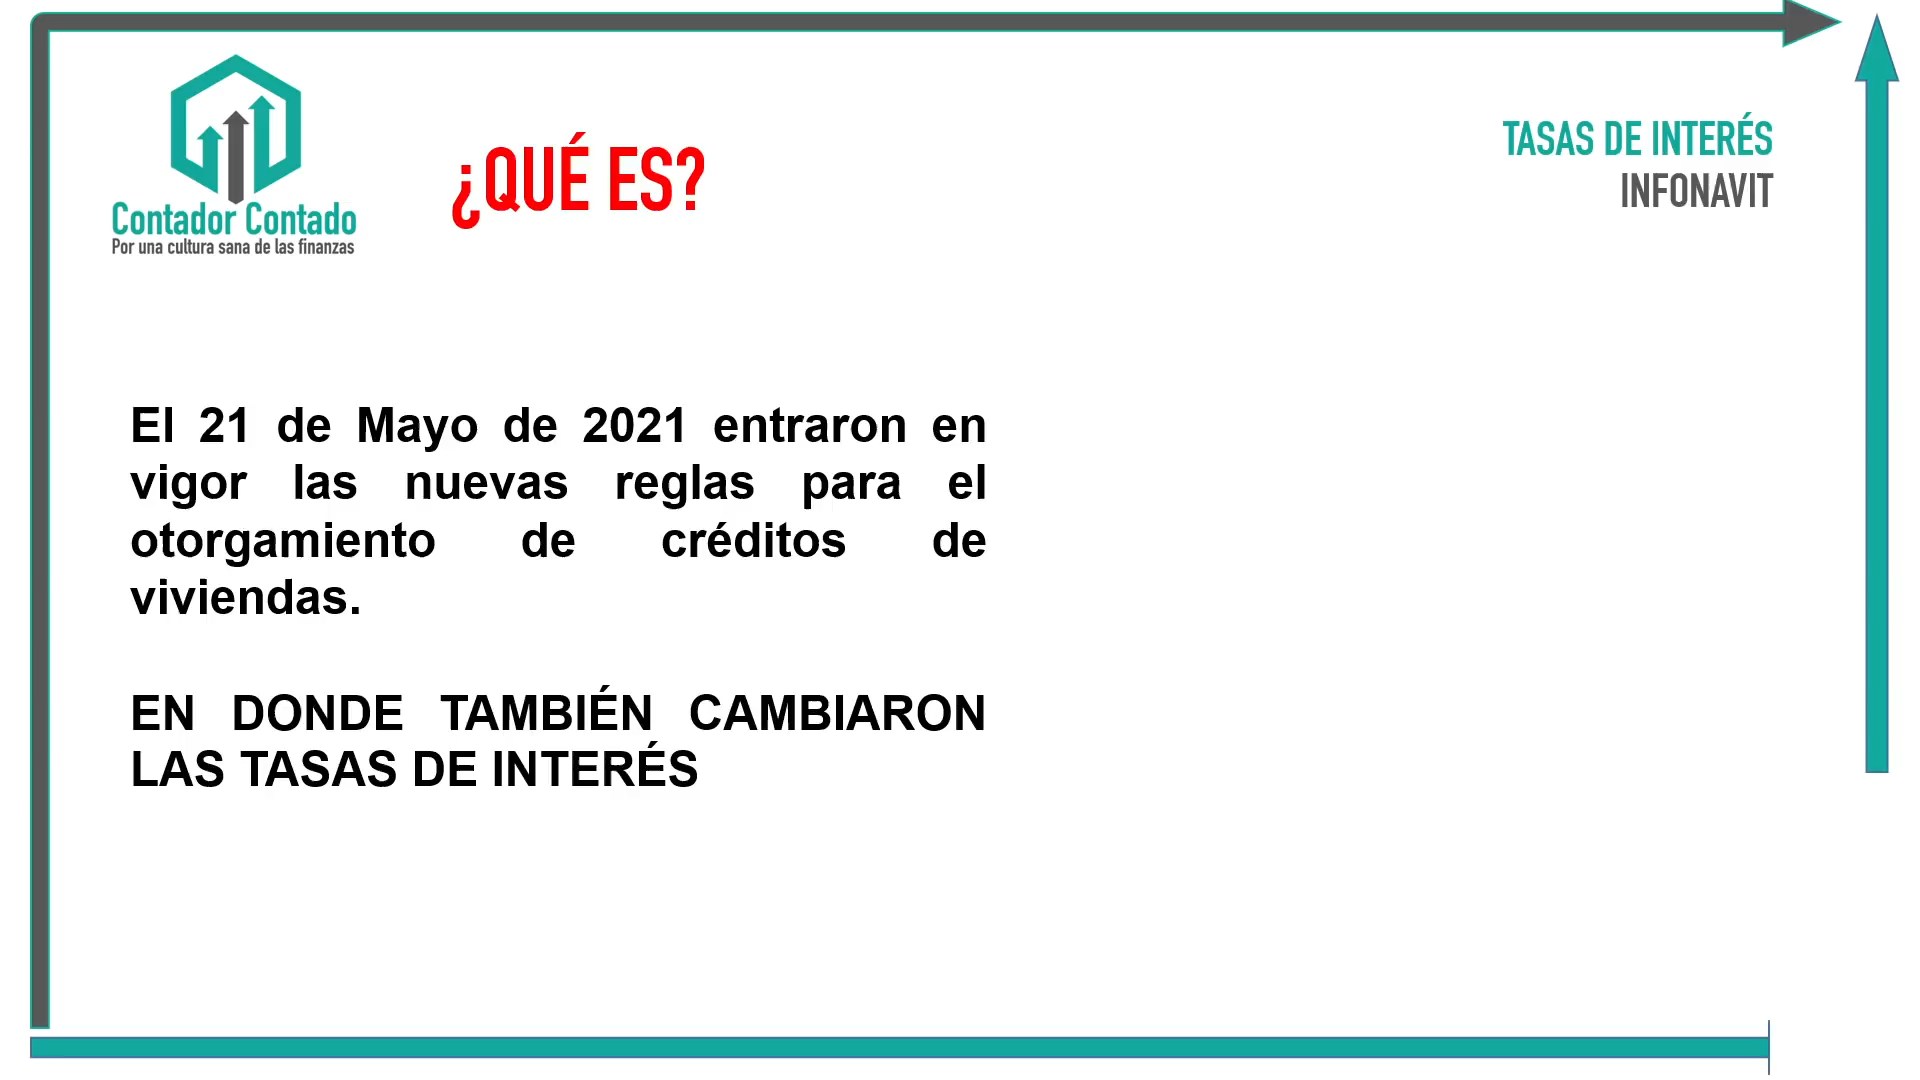 Contador Contado
Por una cultura sana de las finanzas
¿QUÉ ES?
TASAS DE INTERÉS
INFONAVIT
El 21 de Mayo de 2021 entraron en
vigor las nuevas reglas para el
otorgamiento de créditos de
viviendas.
EN DONDE TAMBIÉN CAMBIARON
LAS TASAS DE INTERÉS